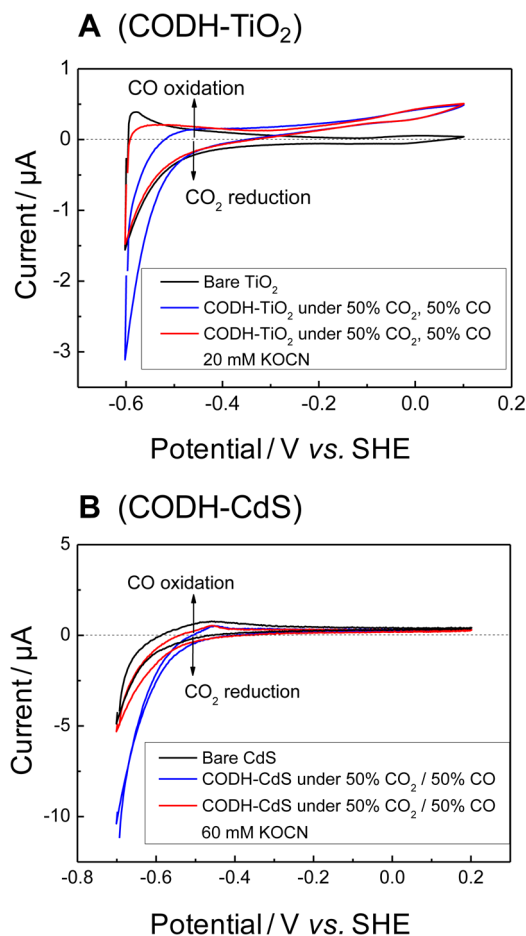 A (CODH-TiO₂)
1
0
-1
-2
-3
Current / µA
CO oxidation
CO₂ reduction
Bare TiO₂
CODH-TiO₂ under 50% CO₂, 50% CO
CODH-TiO₂ under 50% CO₂, 50% CO
20 mM KOCN
-0.6 -0.4 -0.2 0.0 0.2
Potential / V vs. SHE
B (CODH-CdS)
5
0
-5
-10
Current / µA
CO oxidation
CO₂ reduction
Bare CdS
CODH-CdS under 50% CO₂ / 50% CO
CODH-CdS under 50% CO₂ / 50% CO
60 mM KOCN
-0.8 -0.6 -0.4 -0.2 0.0 0.2
Potential / V vs. SHE